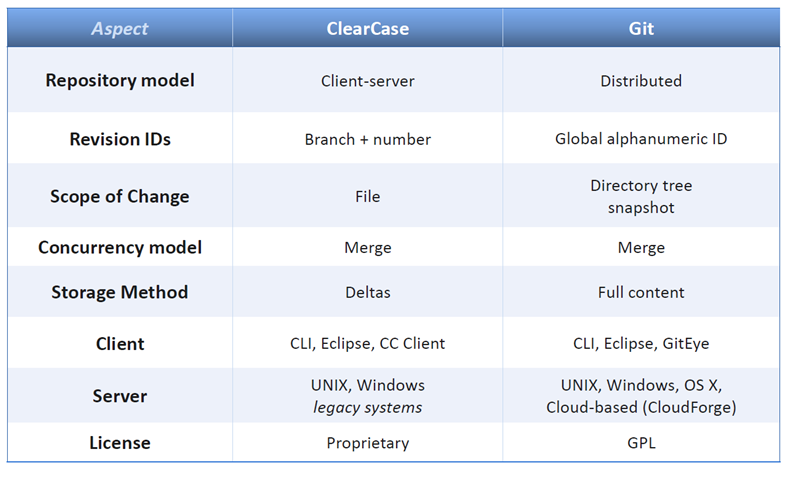 Aspect ClearCase Git
Repository model Client-server Distributed
Revision IDs Branch + number Global alphanumeric ID
Scope of Change File Directory tree
snapshot
Concurrency model Merge Merge
Storage Method Deltas Full content
Client CLI, Eclipse, CC Client CLI, Eclipse, GitEye
Server UNIX, Windows UNIX, Windows, OS X,
legacy systems Cloud-based (CloudForge)
License Proprietary GPL